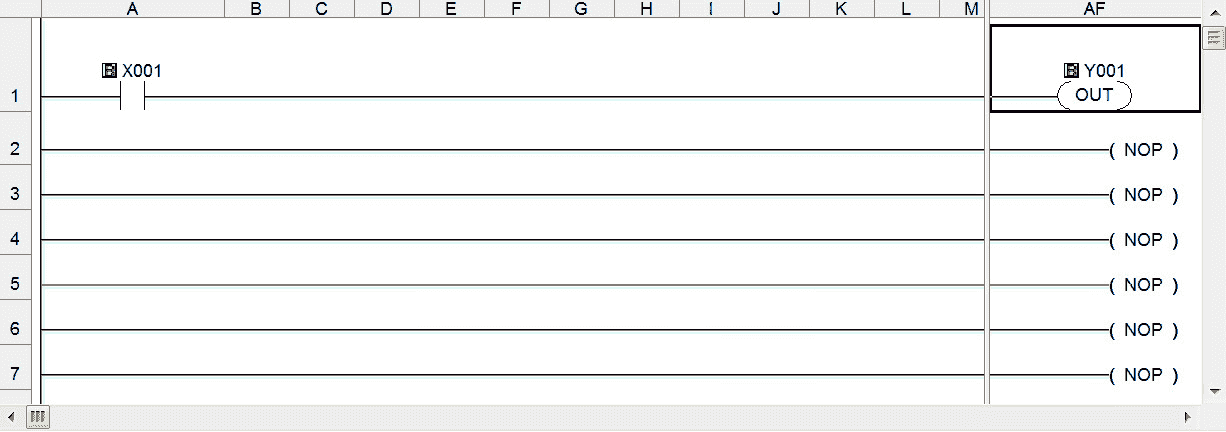 A B C D E F G H I J K L M AF
X001 Y001
1 OUT
2 ( NOP )
3 ( NOP )
4 ( NOP )
5 ( NOP )
6 ( NOP )
7 ( NOP )